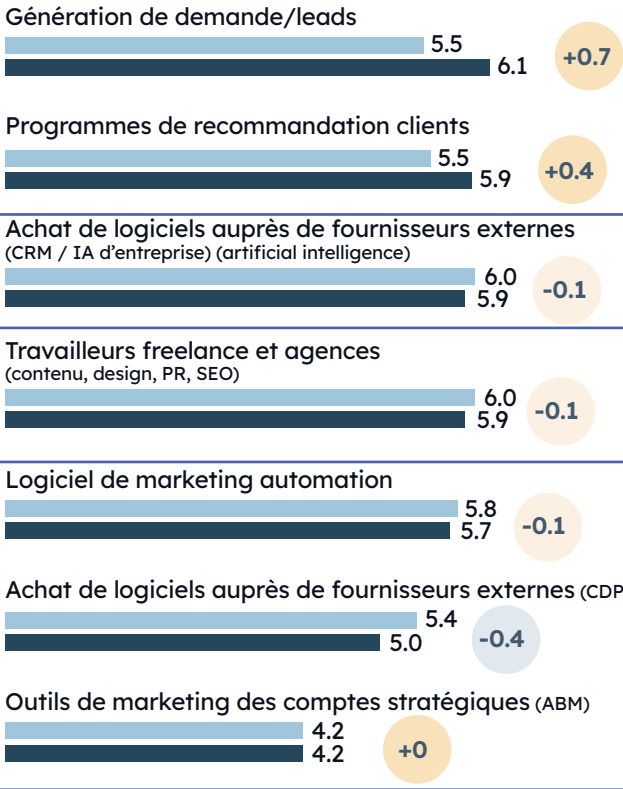 Génération de demande/leads
5.5
6.1
+0.7
Programmes de recommandation clients
5.5
5.9
+0.4
Achat de logiciels auprès de fournisseurs externes
(CRM / IA d’entreprise) (artificial intelligence)
6.0
5.9
-0.1
Travailleurs freelance et agences
(contenu, design, PR, SEO)
6.0
5.9
-0.1
Logiciel de marketing automation
5.8
5.7
-0.1
Achat de logiciels auprès de fournisseurs externes (CDP
5.4
5.0
-0.4
Outils de marketing des comptes stratégiques (ABM)
4.2
4.2
+0